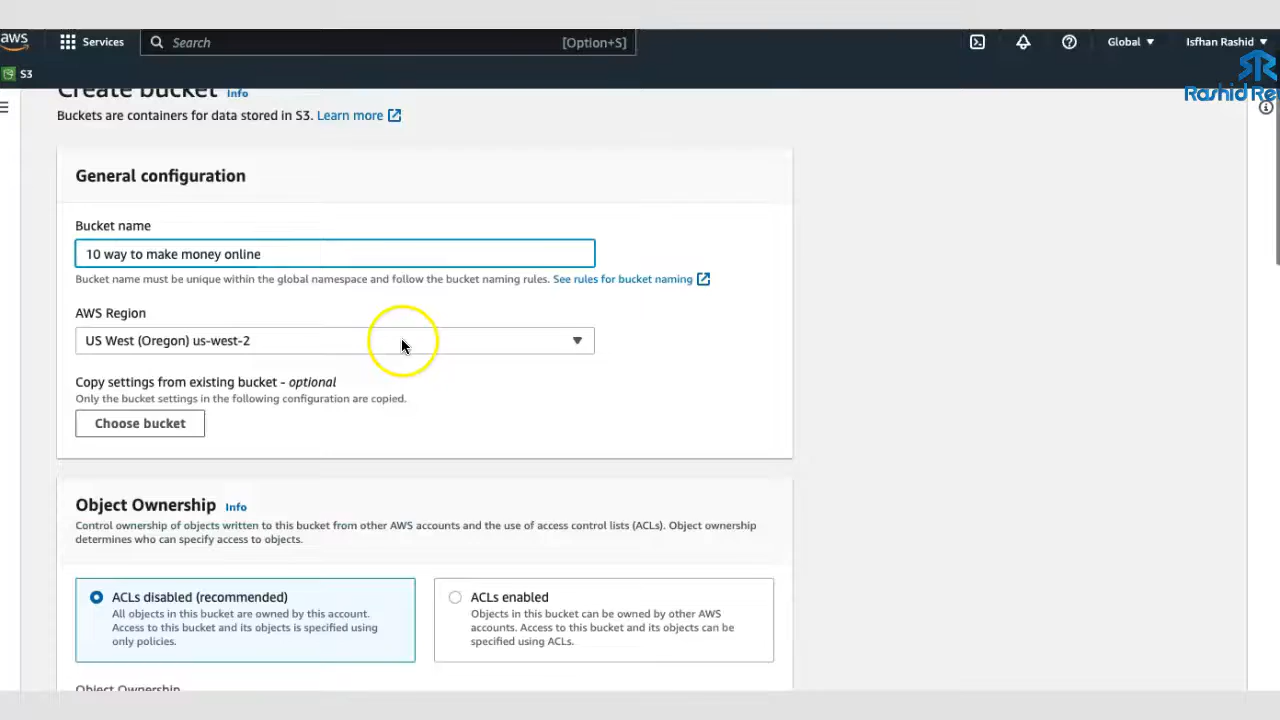 aws
Services
Search
[Option+S]
Global
Isfhan Rashid
S3
Rashid Re
Create bucket Info
Buckets are containers for data stored in S3. Learn more
General configuration
Bucket name
10 way to make money online
Bucket name must be unique within the global namespace and follow the bucket naming rules. See rules for bucket naming
AWS Region
US West (Oregon) us-west-2
Copy settings from existing bucket - optional
Only the bucket settings in the following configuration are copied.
Choose bucket
Object Ownership Info
Control ownership of objects written to this bucket from other AWS accounts and the use of access control lists (ACLs). Object ownership
determines who can specify access to objects.
ACLs disabled (recommended)
All objects in this bucket are owned by this account.
Access to this bucket and its objects is specified using
only policies.
ACLs enabled
Objects in this bucket can be owned by other AWS
accounts. Access to this bucket and its objects can be
specified using ACLs.
Object Ownership